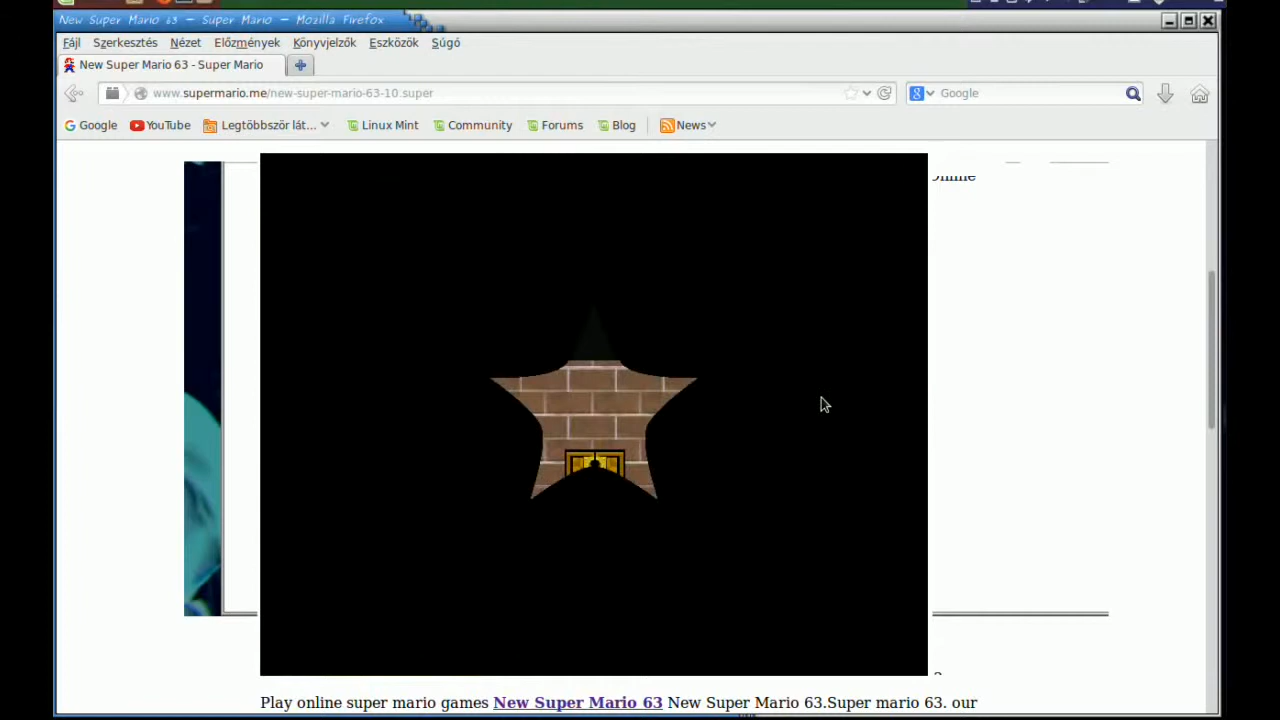 New Super Mario 63 - Super Mario - Mozilla Firefox
Fájl Szerkesztés Nézet Előzmények Könyvjelzők Eszközök Súgó
New Super Mario 63 - Super Mario
www.supermario.me/new-super-mario-63-10.super
Google
Google YouTube Legtöbbször lát... Linux Mint Community Forums Blog News
Play online super mario games New Super Mario 63 New Super Mario 63.Super mario 63. our